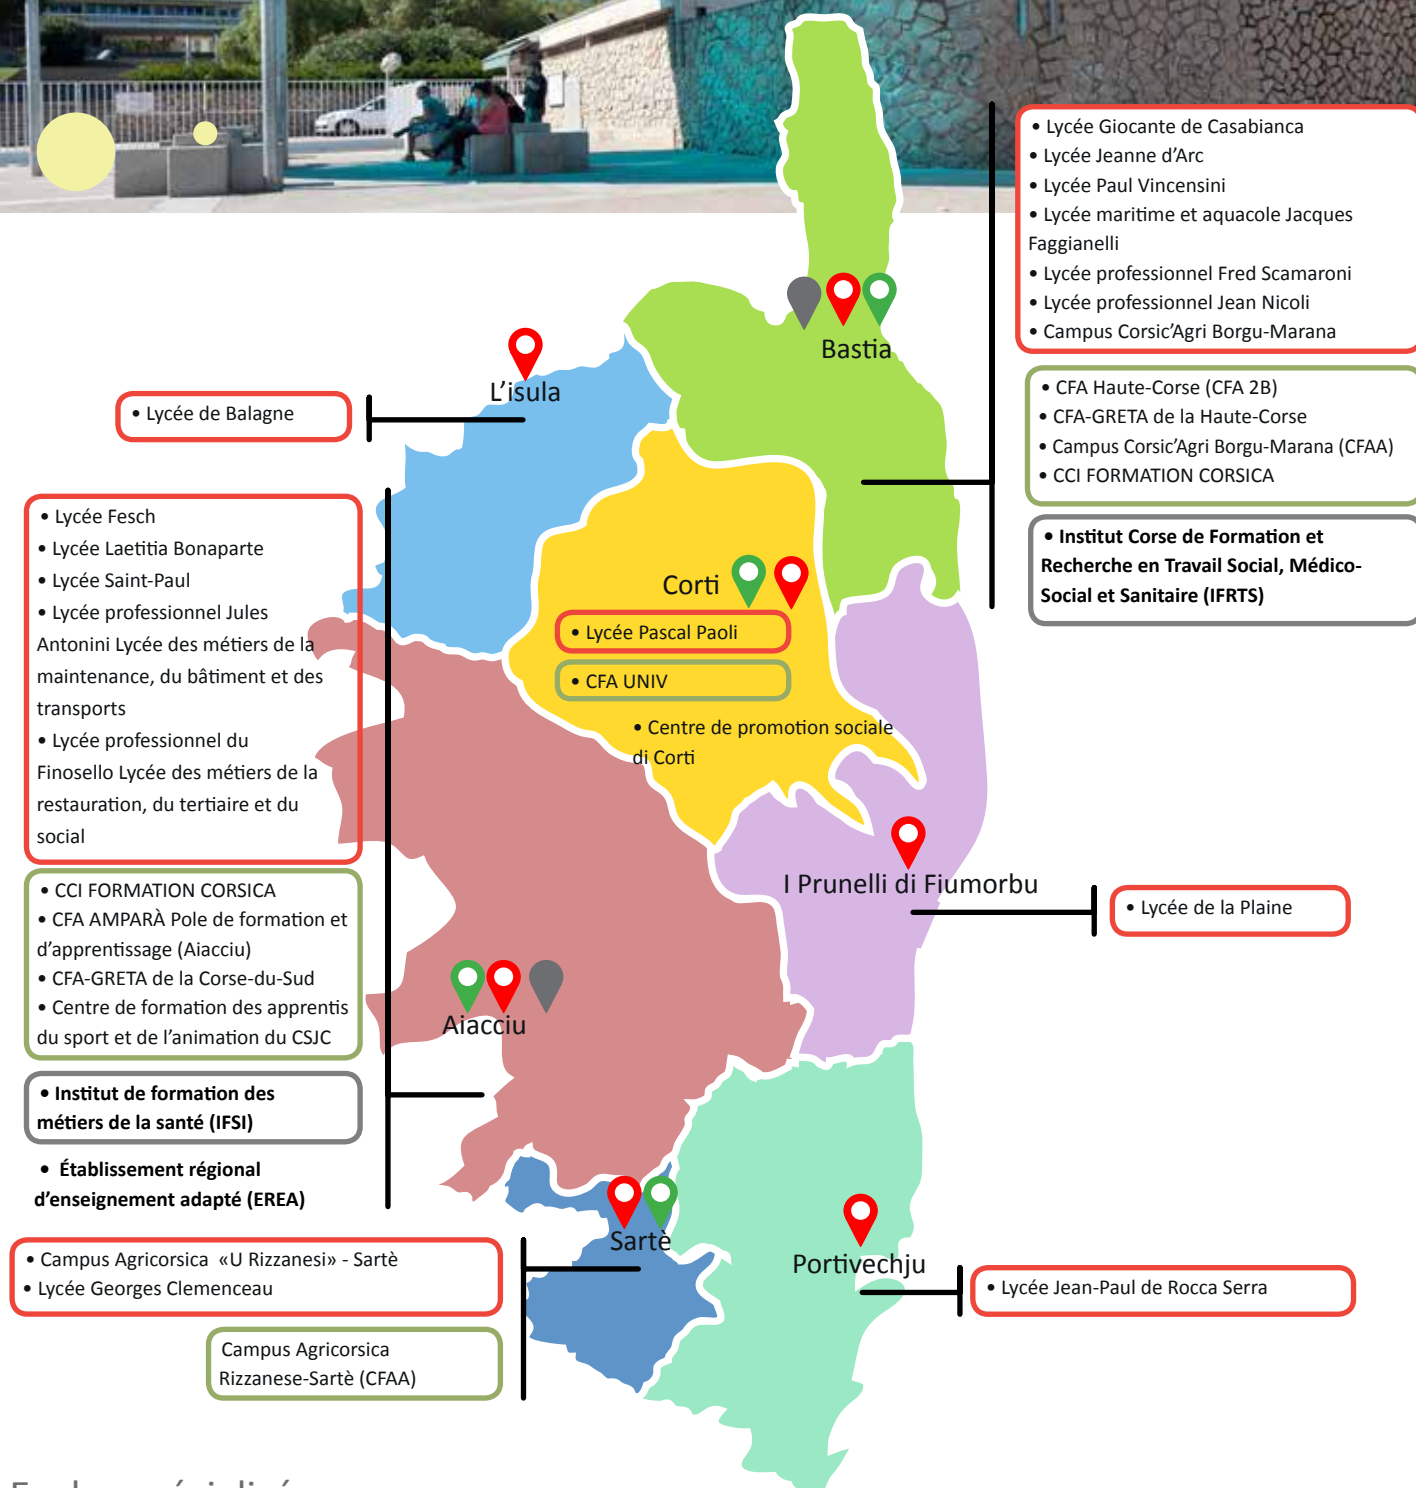 • Lycée Giocante de Casabianca
• Lycée Jeanne d'Arc
• Lycée Paul Vincensini
• Lycée maritime et aquacole Jacques
Faggianelli
• Lycée professionnel Fred Scamaroni
• Lycée professionnel Jean Nicoli
• Campus Corsic'Agri Borgu-Marana
• CFA Haute-Corse (CFA 2B)
• CFA-GRETA de la Haute-Corse
• Campus Corsic'Agri Borgu-Marana (CFAA)
• CCI FORMATION CORSICA
• Institut Corse de Formation et
Recherche en Travail Social, Médico-
Social et Sanitaire (IFRTS)
Bastia
L'isula
• Lycée de Balagne
• Lycée Fesch
• Lycée Laetitia Bonaparte
• Lycée Saint-Paul
• Lycée professionnel Jules
Antonini Lycée des métiers de la
maintenance, du bâtiment et des
transports
• Lycée professionnel du
Finosello Lycée des métiers de la
restauration, du tertiaire et du
social
• CCI FORMATION CORSICA
• CFA AMPARÀ Pole de formation et
d'apprentissage (Aiacciu)
• CFA-GRETA de la Corse-du-Sud
• Centre de formation des apprentis
du sport et de l'animation du CSJC
• Institut de formation des
métiers de la santé (IFSI)
• Établissement régional
d'enseignement adapté (EREA)
Corti
• Lycée Pascal Paoli
• CFA UNIV
• Centre de promotion sociale
di Corti
I Prunelli di Fiumorbu
• Lycée de la Plaine
Aiacciu
Sartè
• Campus Agricorsica «U Rizzanesi» - Sartè
• Lycée Georges Clemenceau
Campus Agricorsica
Rizzanese-Sartè (CFAA)
Portivechju
• Lycée Jean-Paul de Rocca Serra